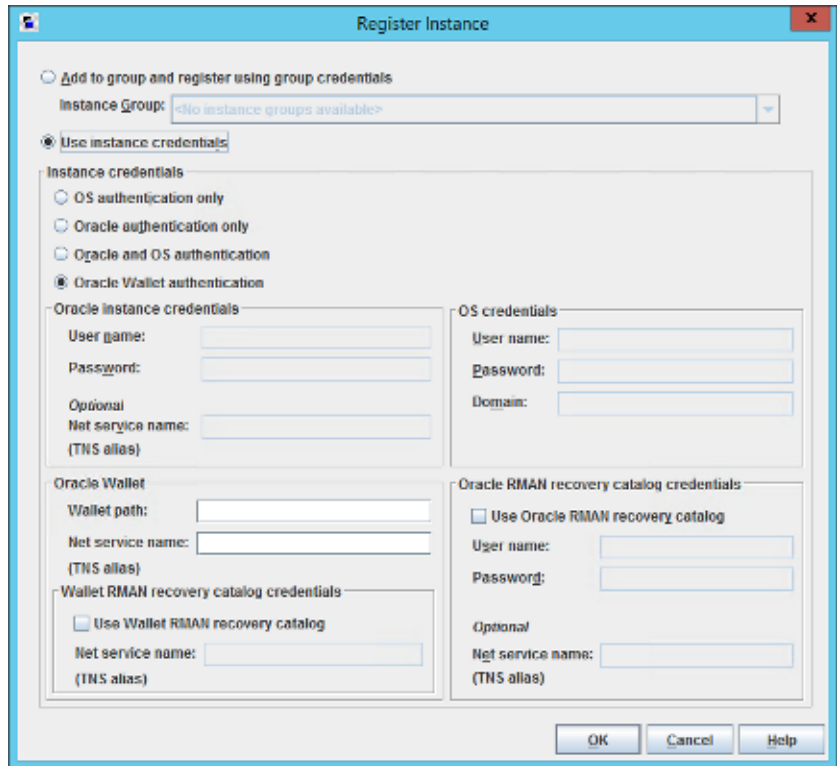 Register Instance
x
Add to group and register using group credentials
Instance Group: <No instance groups available>
Use instance credentials
Instance credentials
OS authentication only
Oracle authentication only
Oracle and OS authentication
Oracle Wallet authentication
Oracle instance credentials
User name:
Password:
Optional
Net service name:
(TNS alias)
OS credentials
User name:
Password:
Domain:
Oracle Wallet
Wallet path:
Net service name:
(TNS alias)
Wallet RMAN recovery catalog credentials
Use Wallet RMAN recovery catalog
Net service name:
(TNS alias)
Oracle RMAN recovery catalog credentials
Use Oracle RMAN recovery catalog
User name:
Password:
Optional
Net service name:
(TNS alias)
OK Cancel Help